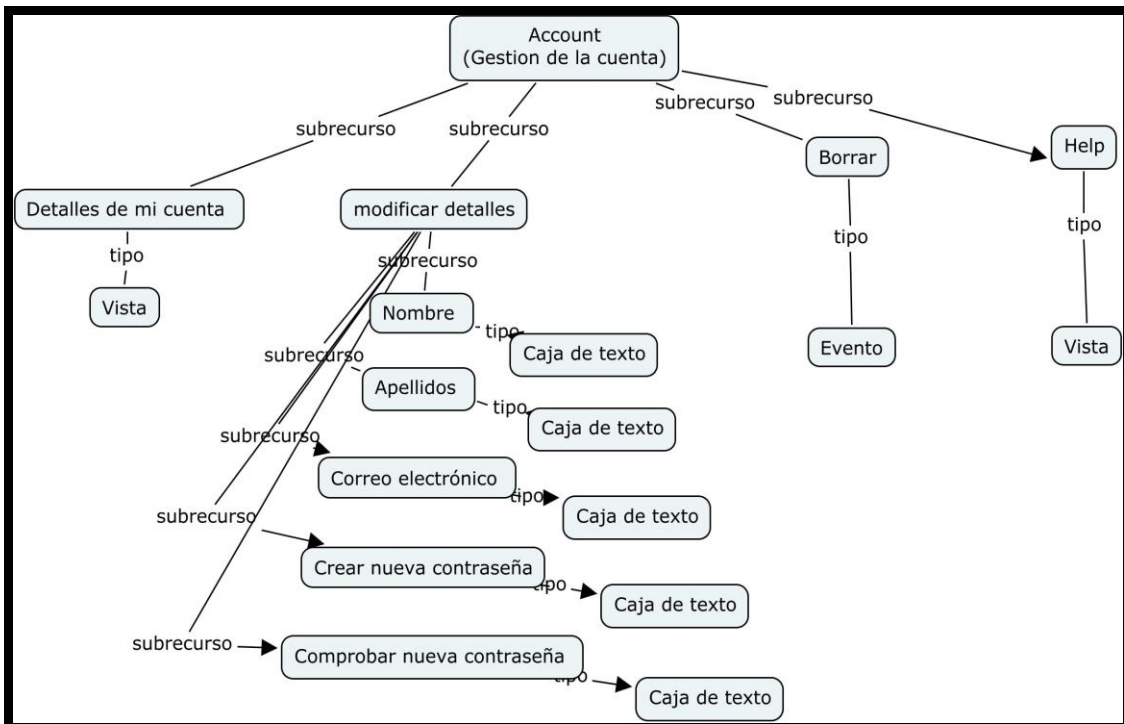 Account
(Gestion de la cuenta)
subrecurso
subrecurso
subrecurso
subrecurso
Detalles de mi cuenta
modificar detalles
Borrar
Help
tipo
Vista
subrecurso
Nombre
tipo
Caja de texto
tipo
Evento
tipo
Vista
subrecurso
Apellidos
tipo
Caja de texto
subrecurso
Correo electrónico
tipo
Caja de texto
subrecurso
Crear nueva contraseña
tipo
Caja de texto
subrecurso
Comprobar nueva contraseña
tipo
Caja de texto